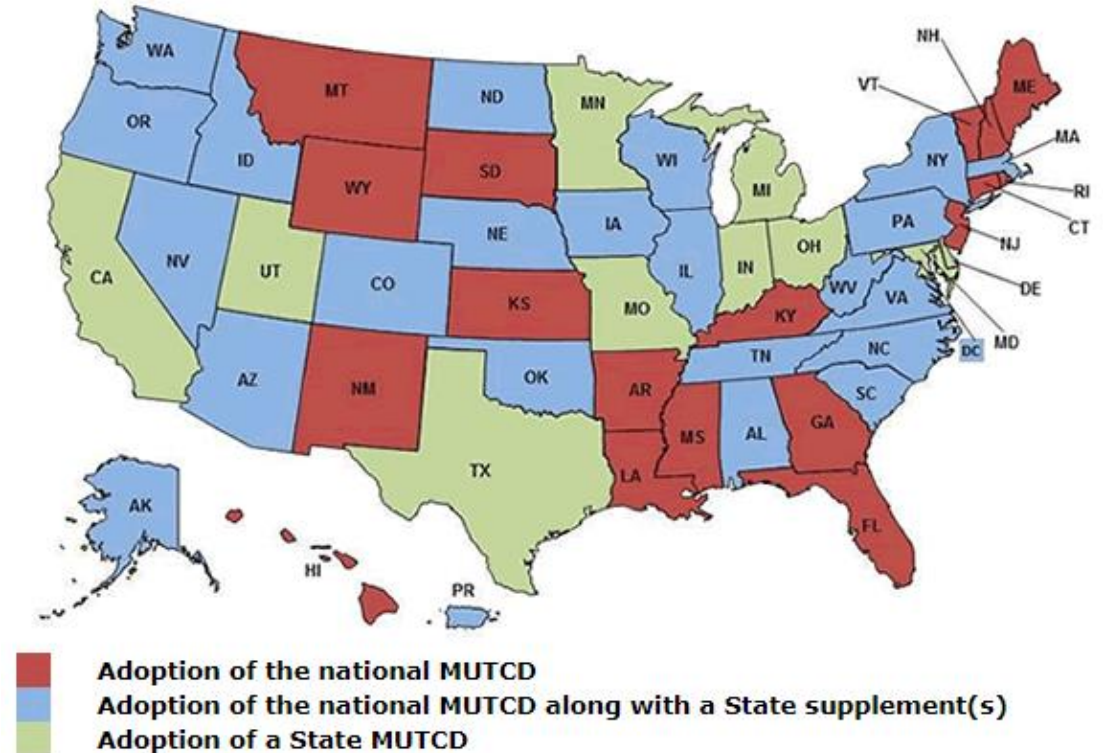 NH
WA
MT
ND
MN
VT
ME
OR
ID
WI
NY
MA
SD
WY
MI
RI
PA
CT
NE
IA
NV
UT
CO
IL
IN
OH
NJ
CA
WV
VA
DE
KS
MO
KY
DC
MD
TN
NC
AZ
NM
OK
AR
SC
MS
AL
GA
TX
LA
AK
FL
HI
PR
Adoption of the national MUTCD
Adoption of the national MUTCD along with a State supplement(s)
Adoption of a State MUTCD